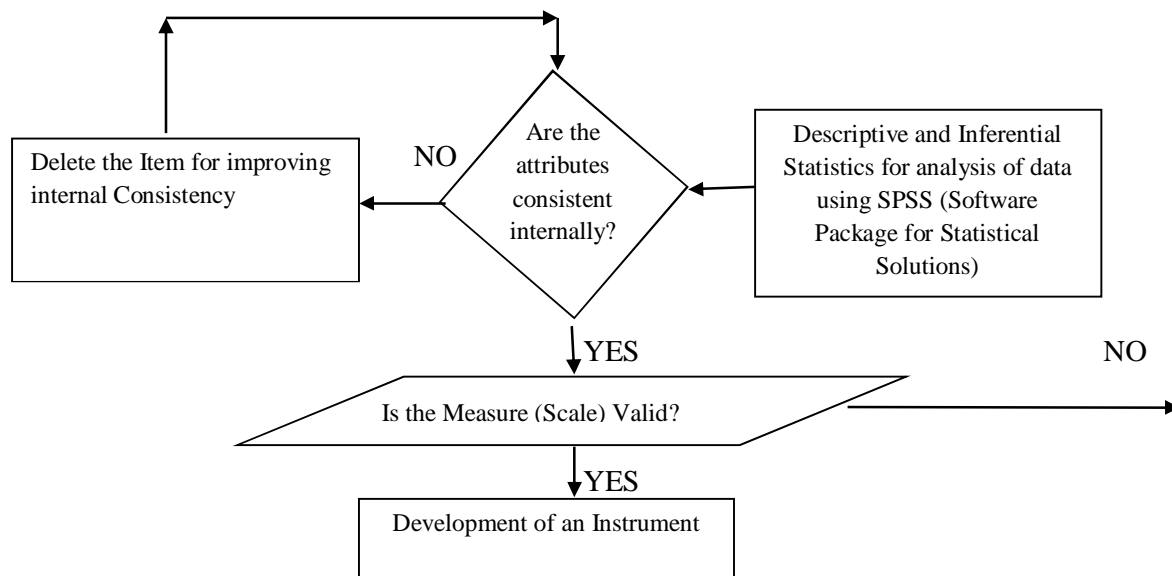 Are the
attributes
consistent
internally?
NO
Delete the Item for improving
internal Consistency
Descriptive and Inferential
Statistics for analysis of data
using SPSS (Software
Package for Statistical
Solutions)
YES
NO
Is the Measure (Scale) Valid?
YES
Development of an Instrument